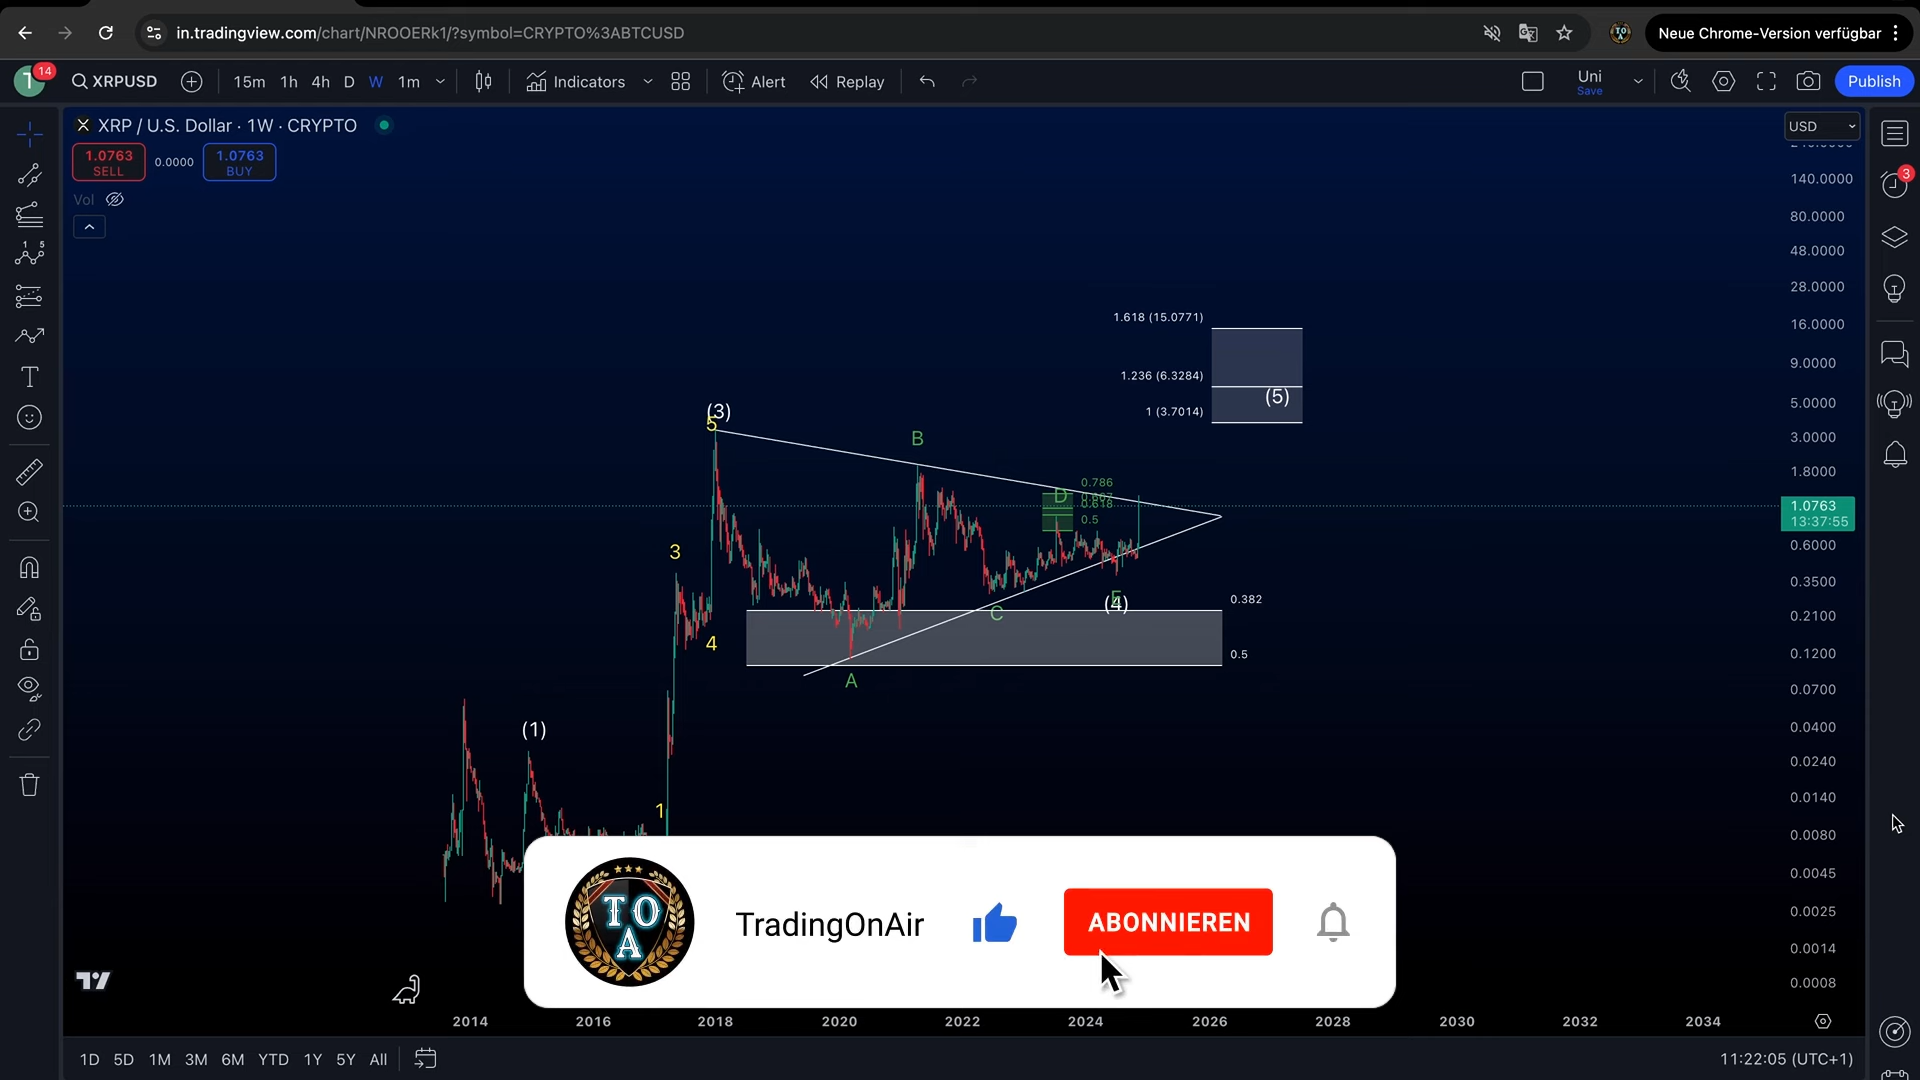 in.tradingview.com/chart/NROOERk1/?symbol=CRYPTO%3ABTCUSD
Neue Chrome-Version verfügbar
T 14
XRPUSD
15m 1h 4h D W 1m
Indicators
Alert
Replay
Uni
Save
Publish
XRP / U.S. Dollar · 1W · CRYPTO
USD
1.0763
SELL
0.0000
1.0763
BUY
Vol
140.0000
80.0000
48.0000
28.0000
16.0000
9.0000
5.0000
3.0000
1.8000
1.0763
13:37:55
0.6000
0.3500
0.2100
0.1200
0.0700
0.0400
0.0240
0.0140
0.0080
0.0045
0.0025
0.0014
0.0008
3
1.618 (15.0771)
1.236 (6.3284)
1 (3.7014)
(5)
(3)
5
B
D
0.786
0.618
0.5
3
4
A
C
E
(4)
0.382
0.5
(1)
1
TOA
TradingOnAir
ABONNIEREN
2014 2016 2018 2020 2022 2024 2026 2028 2030 2032 2034
1D 5D 1M 3M 6M YTD 1Y 5Y All
11:22:05 (UTC+1)